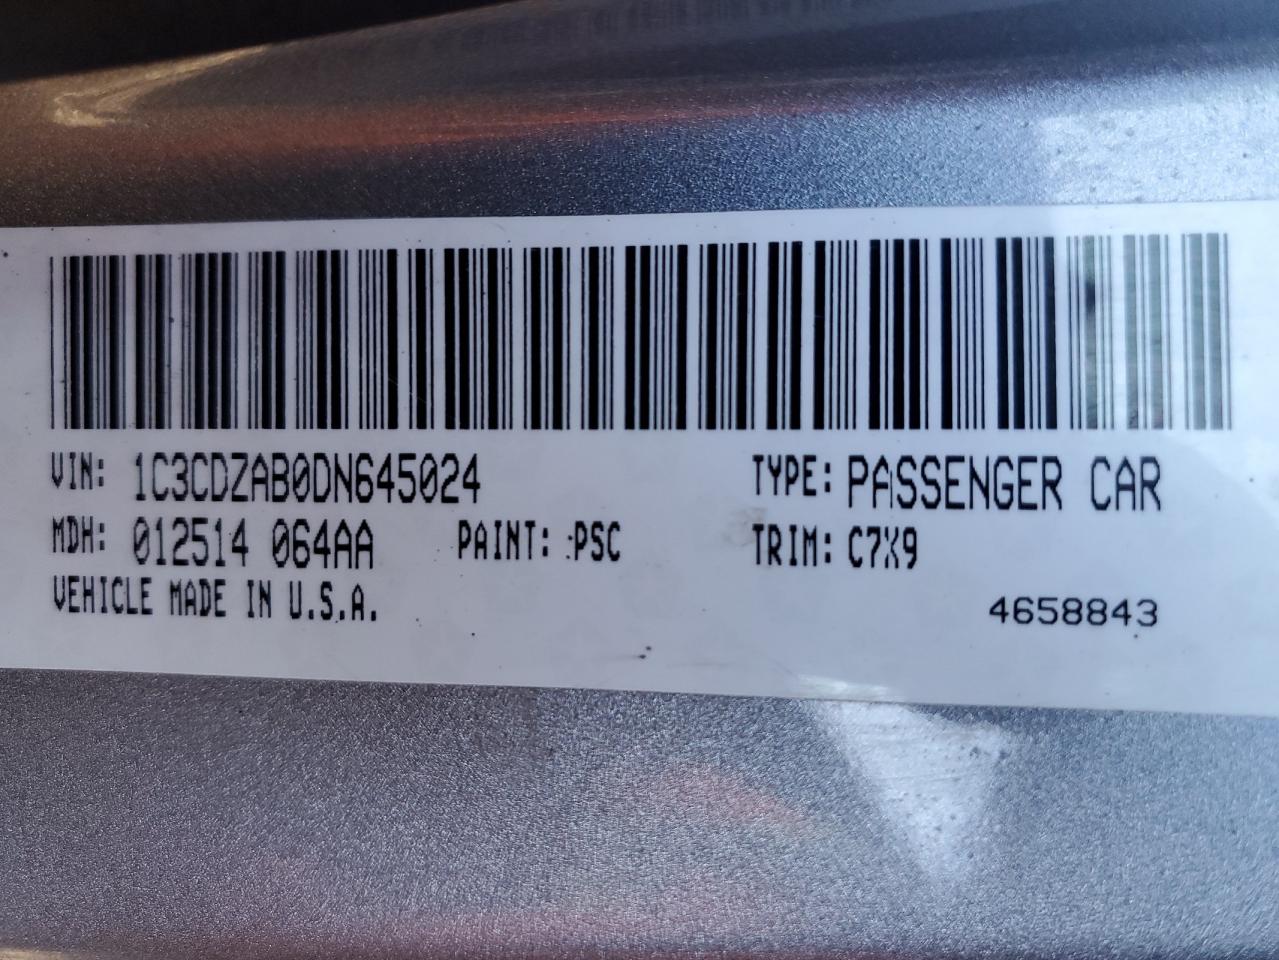 VIN: 1C3CDZAB0DN645024 TYPE: PASSENGER CAR
MDH: 012514 064AA PAINT: PSC TRIM: C7X9
VEHICLE MADE IN U.S.A.
4658843